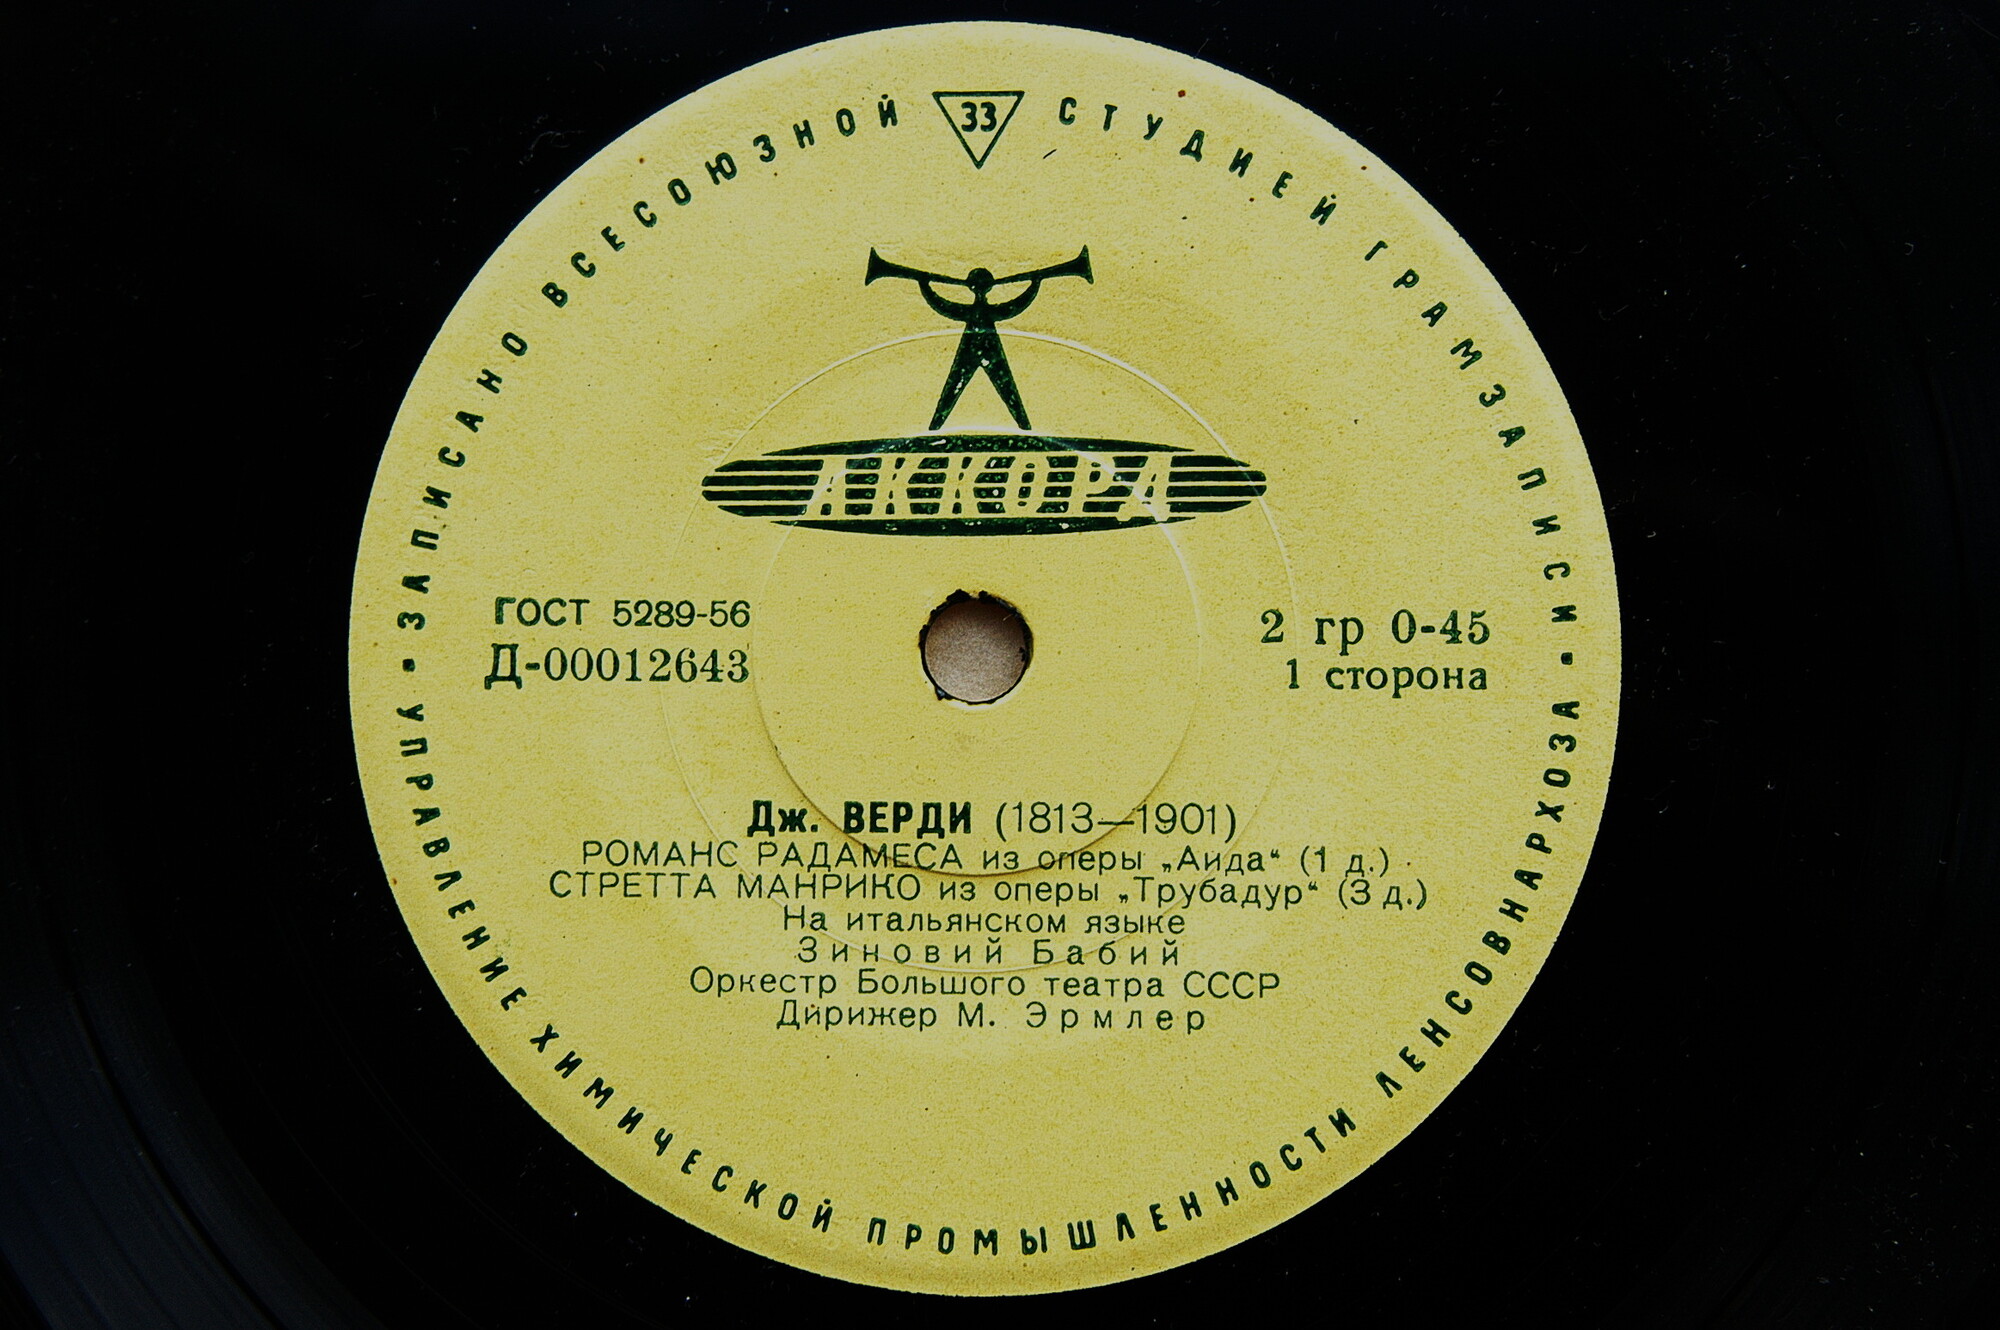 ЗАПИСАНО ВСЕСОЮЗНОЙ СТУДИЕЙ ГРАМЗАПИСИ
33
АККОРД
ГОСТ 5289-56
Д-00012643
2 гр 0-45
1 сторона
Дж. ВЕРДИ (1813—1901)
РОМАНС РАДАМЕСА из оперы „Аида“ (1 д.)
СТРЕТТА МАНРИКО из оперы „Трубадур“ (3 д.)
На итальянском языке
Зиновий Бабий
Оркестр Большого театра СССР
Дирижер М. Эрмлер
УПРАВЛЕНИЕ ХИМИЧЕСКОЙ ПРОМЫШЛЕННОСТИ ЛЕНСОВНАРХОЗА